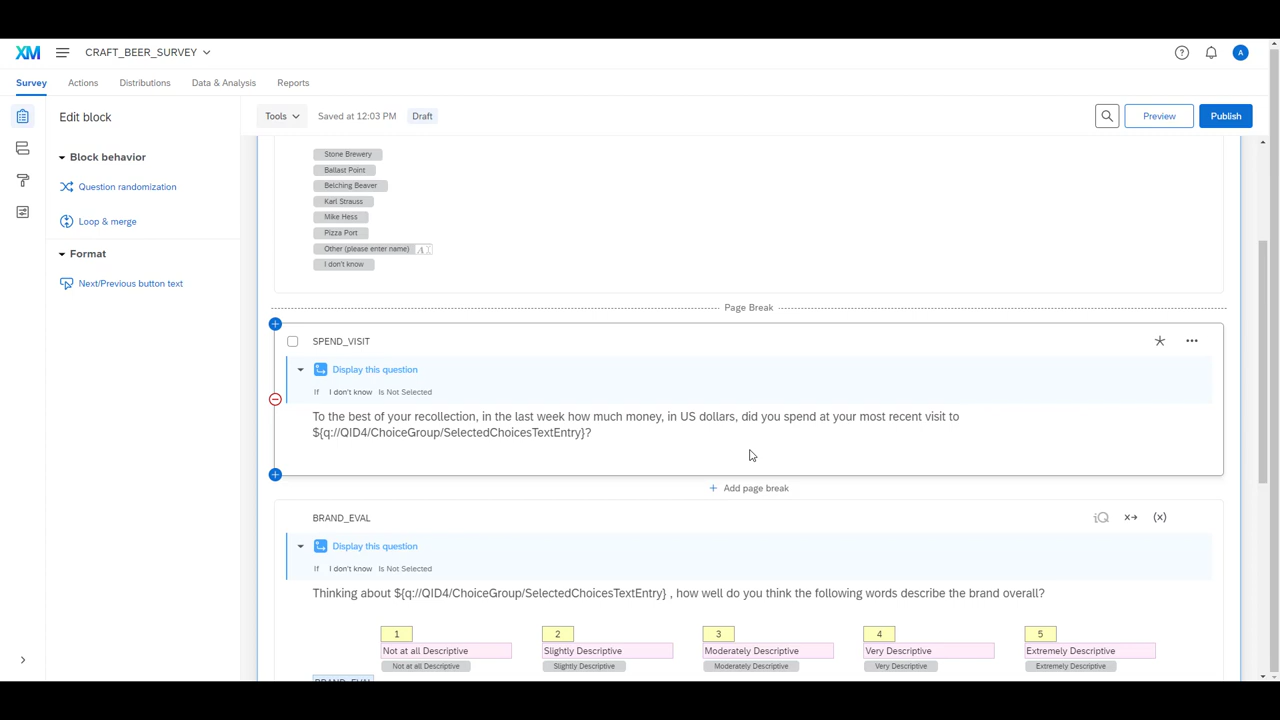 XM
CRAFT_BEER_SURVEY
A
Survey
Actions
Distributions
Data & Analysis
Reports
Edit block
Tools
Saved at 12:03 PM
Draft
Preview
Publish
Block behavior
Question randomization
Loop & merge
Format
Next/Previous button text
Stone Brewery
Ballast Point
Belching Beaver
Karl Strauss
Mike Hess
Pizza Port
Other (please enter name)
I don't know
Page Break
SPEND_VISIT
Display this question
If I don't know Is Not Selected
To the best of your recollection, in the last week how much money, in US dollars, did you spend at your most recent visit to
${q://QID4/ChoiceGroup/SelectedChoicesTextEntry}?
Add page break
BRAND_EVAL
iQ
(x)
Display this question
If I don't know Is Not Selected
Thinking about ${q://QID4/ChoiceGroup/SelectedChoicesTextEntry} , how well do you think the following words describe the brand overall?
1 2 3 4 5
Not at all Descriptive Slightly Descriptive Moderately Descriptive Very Descriptive Extremely Descriptive
Not at all Descriptive Slightly Descriptive Moderately Descriptive Very Descriptive Extremely Descriptive
BRAND_EVAL